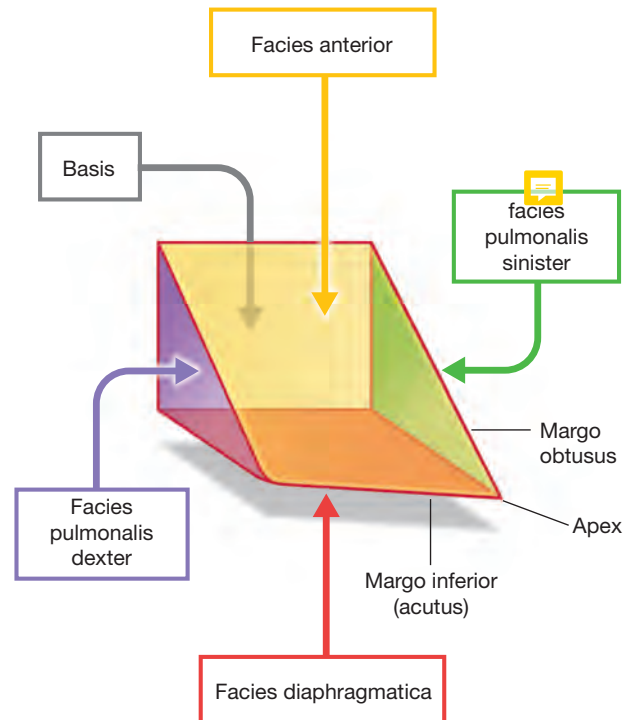 Facies anterior
Basis
facies
pulmonalis
sinister
Margo
obtusus
Apex
Facies
pulmonalis
dexter
Margo inferior
(acutus)
Facies diaphragmatica